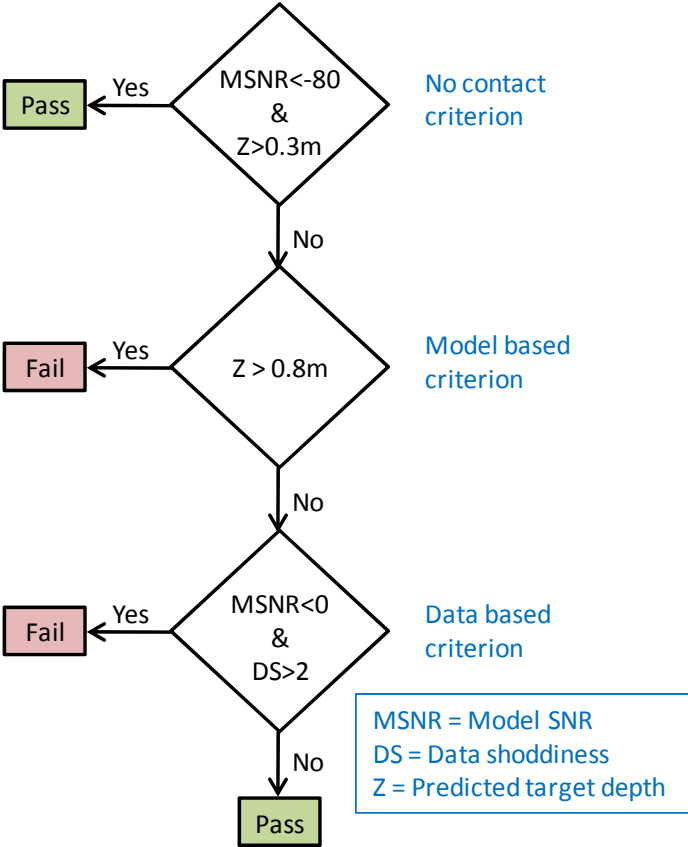 MSNR<-80
&
Z>0.3m
Yes
Pass
No contact
criterion
No
Z > 0.8m
Yes
Fail
Model based
criterion
No
MSNR<0
&
DS>2
Yes
Fail
Data based
criterion
No
Pass
MSNR = Model SNR
DS = Data shoddiness
Z = Predicted target depth